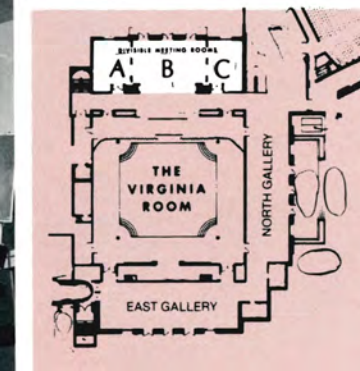 DIVISIBLE MEETING ROOMS
A B C
THE
VIRGINIA
ROOM
NORTH GALLERY
EAST GALLERY